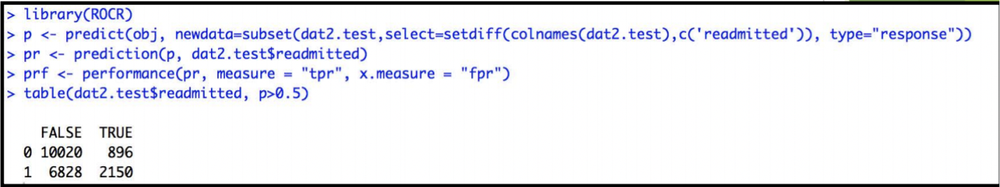 > library(ROCR)
> p <- predict(obj, newdata=subset(dat2.test,select=setdiff(colnames(dat2.test),c('readmitted')), type="response"))
> pr <- prediction(p, dat2.test$readmitted)
> prf <- performance(pr, measure = "tpr", x.measure = "fpr")
> table(dat2.test$readmitted, p>0.5)
FALSE TRUE
0 10020 896
1 6828 2150